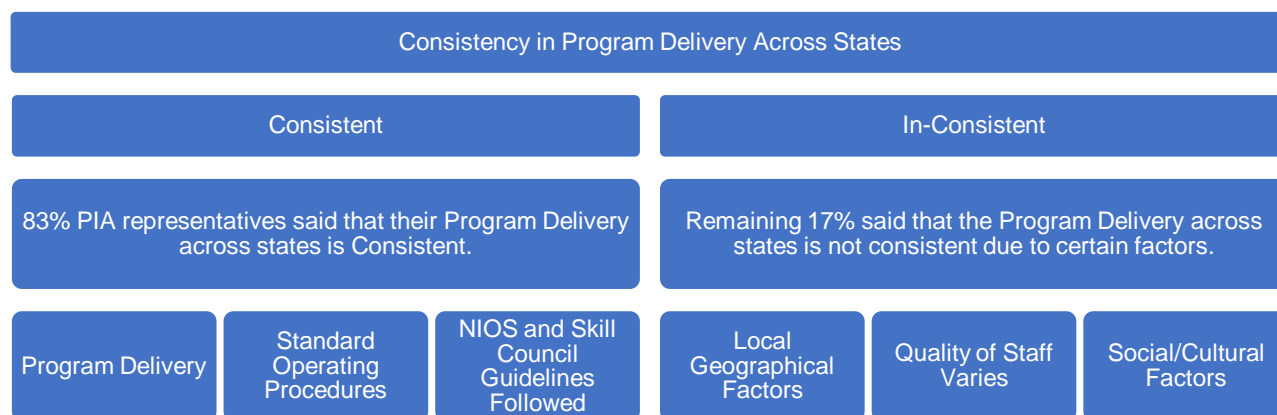 Consistency in Program Delivery Across States
Consistent
In-Consistent
83% PIA representatives said that their Program Delivery
across states is Consistent.
Remaining 17% said that the Program Delivery across
states is not consistent due to certain factors.
Program Delivery
Standard
Operating
Procedures
NIOS and Skill
Council
Guidelines
Followed
Local
Geographical
Factors
Quality of Staff
Varies
Social/Cultural
Factors